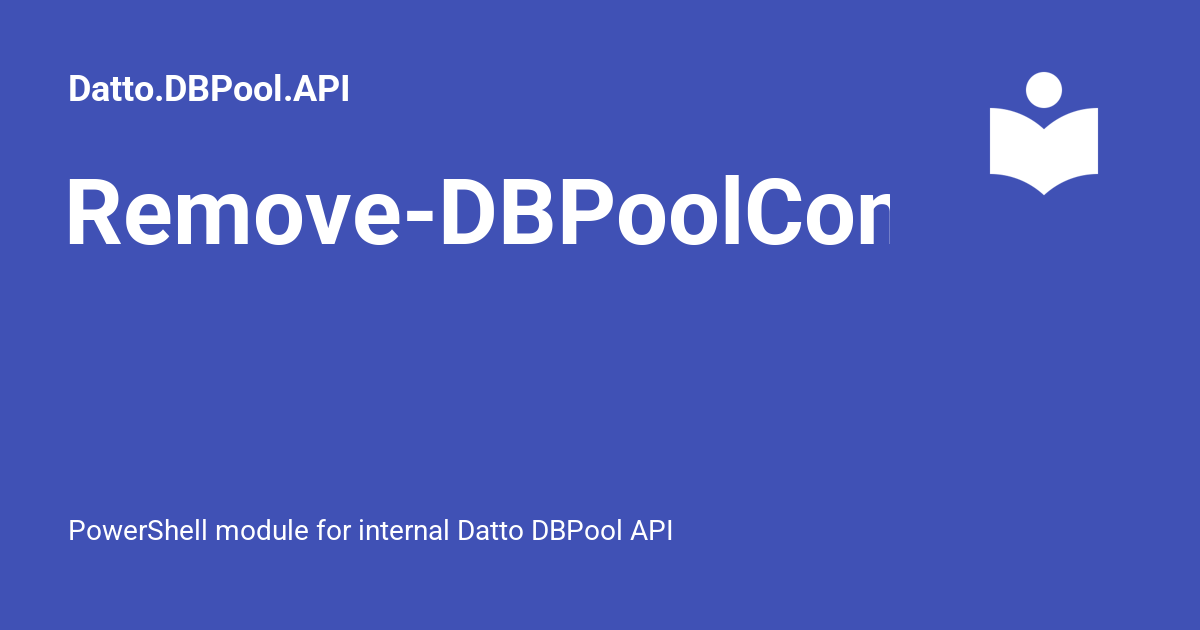 Datto.DBPool.API
Remove-DBPoolCon
PowerShell module for internal Datto DBPool API